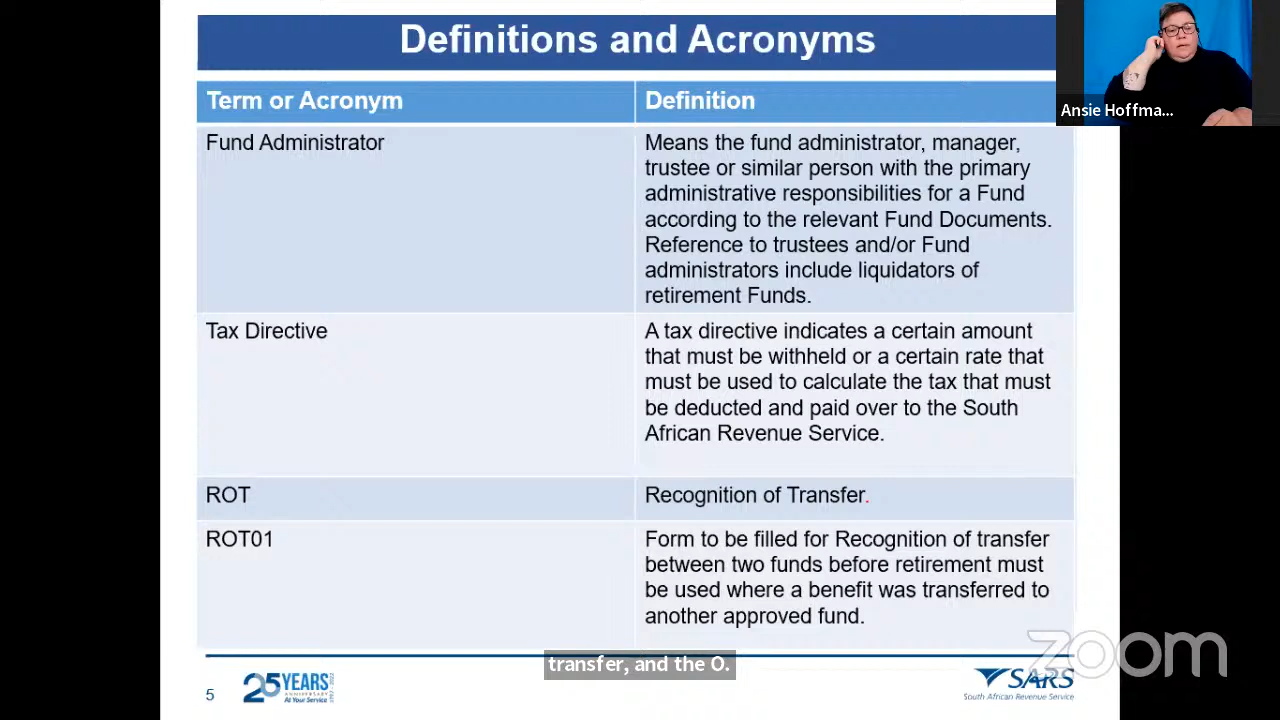 Definitions and Acronyms
Ansie Hoffma...
Term or Acronym
Definition
Fund Administrator
Means the fund administrator, manager,
trustee or similar person with the primary
administrative responsibilities for a Fund
according to the relevant Fund Documents.
Reference to trustees and/or Fund
administrators include liquidators of
retirement Funds.
Tax Directive
A tax directive indicates a certain amount
that must be withheld or a certain rate that
must be used to calculate the tax that must
be deducted and paid over to the South
African Revenue Service.
ROT
Recognition of Transfer.
ROT01
Form to be filled for Recognition of transfer
between two funds before retirement must
be used where a benefit was transferred to
another approved fund.
transfer, and the O.
zoom
5
25 YEARS
ANNIVERSARY
At Your Service
SARS
South African Revenue Service